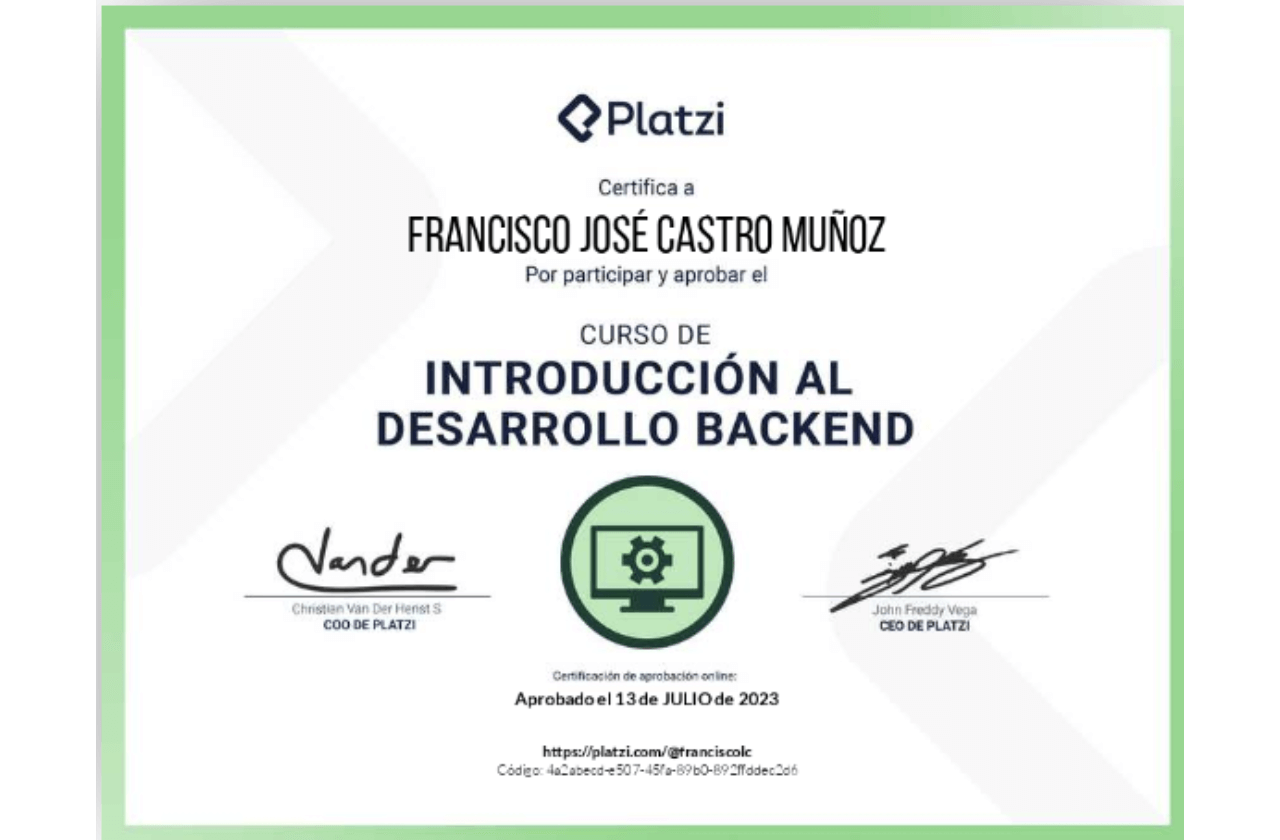 Platzi
Certifica a
FRANCISCO JOSÉ CASTRO MUÑOZ
Por participar y aprobar el
CURSO DE
INTRODUCCIÓN AL
DESARROLLO BACKEND
Vander
Christian Van Der Henst S
COO DE PLATZI
John Freddy Vega
CEO DE PLATZI
Certificación de aprobación online:
Aprobado el 13 de JULIO de 2023
https://platzi.com/@franciscolc
Código: 4a2abecd-e507-45fa-89b0-892ffddec2d6